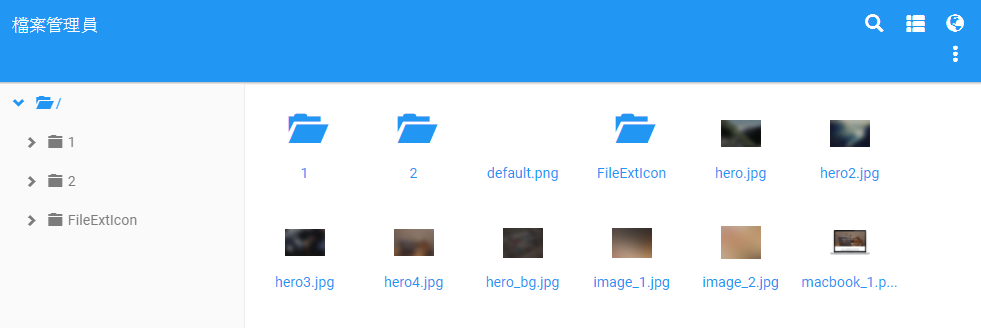 檔案管理員
/
1
2
FileExtIcon
1
2
default.png
FileExtIcon
hero.jpg
hero2.jpg
hero3.jpg
hero4.jpg
hero_bg.jpg
image_1.jpg
image_2.jpg
macbook_1.p...